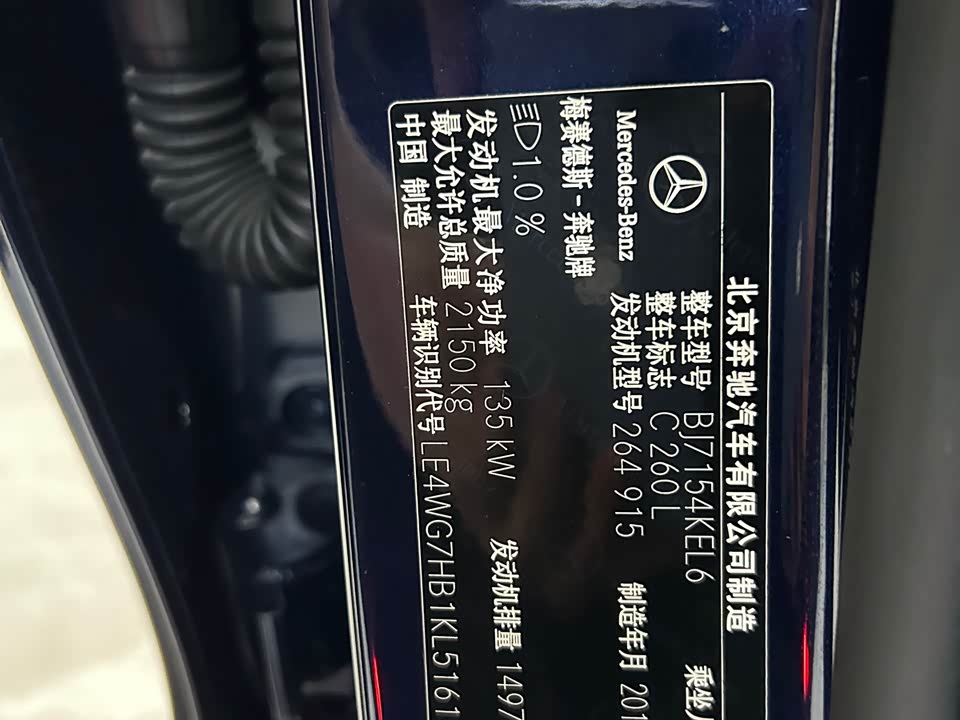 北京奔驰汽车有限公司制造
Mercedes-Benz
梅赛德斯-奔驰牌
整车型号 BJ7154KEL6
整车标志 C 260 L
发动机型号 264 915
制造年月 201
1.0 %
发动机最大净功率 135 kW
发动机排量 1497
最大允许总质量 2150 kg
中国 制造
车辆识别代号 LE4WG7HB1KL5161